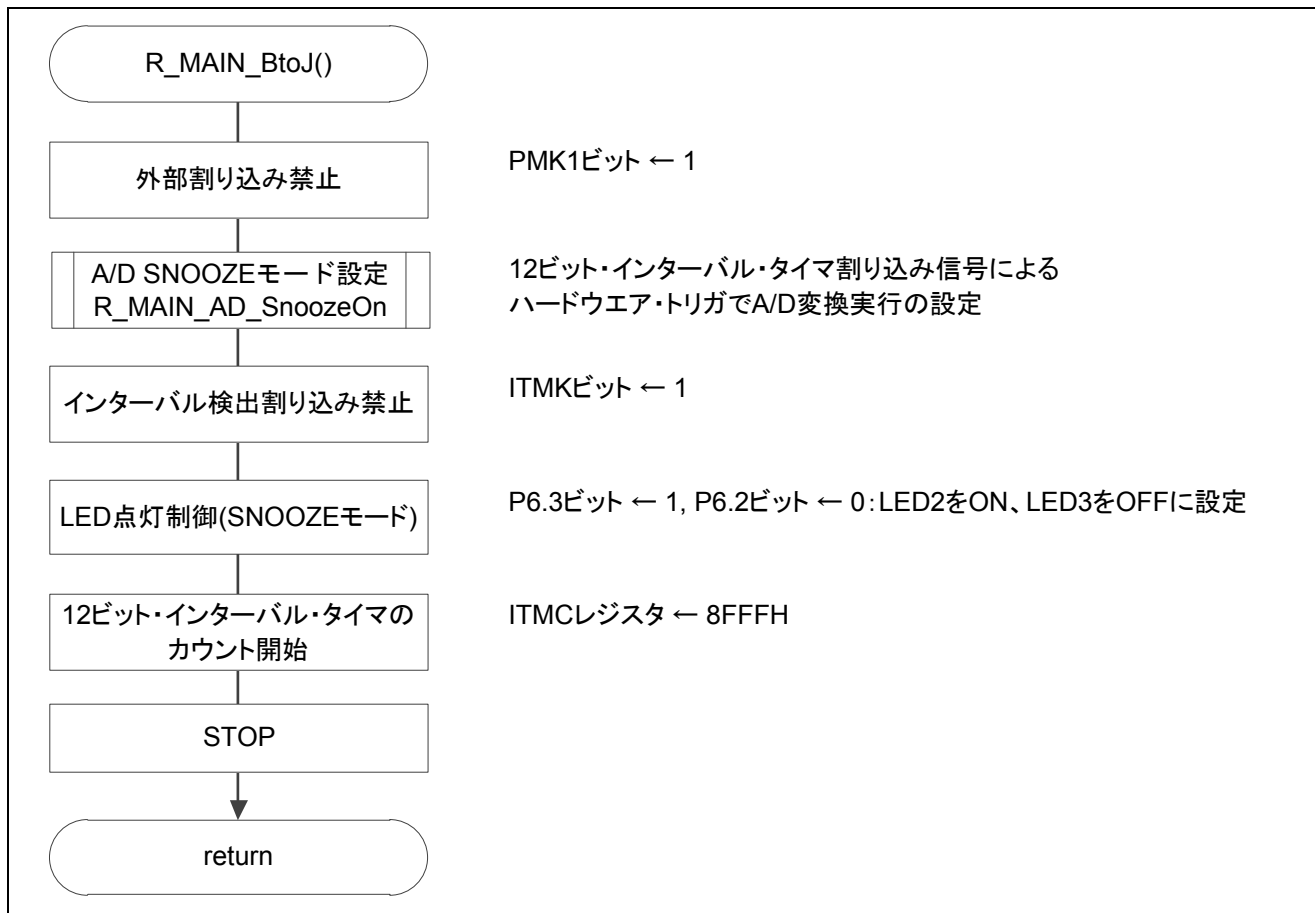 R_MAIN_BtoJ()
外部割り込み禁止
PMK1ビット ← 1
A/D SNOOZEモード設定
R_MAIN_AD_SnoozeOn
12ビット・インターバル・タイマ割り込み信号による
ハードウエア・トリガでA/D変換実行の設定
インターバル検出割り込み禁止
ITMKビット ← 1
LED点灯制御(SNOOZEモード)
P6.3ビット ← 1, P6.2ビット ← 0：LED2をON、LED3をOFFに設定
12ビット・インターバル・タイマの
カウント開始
ITMCレジスタ ← 8FFFH
STOP
return